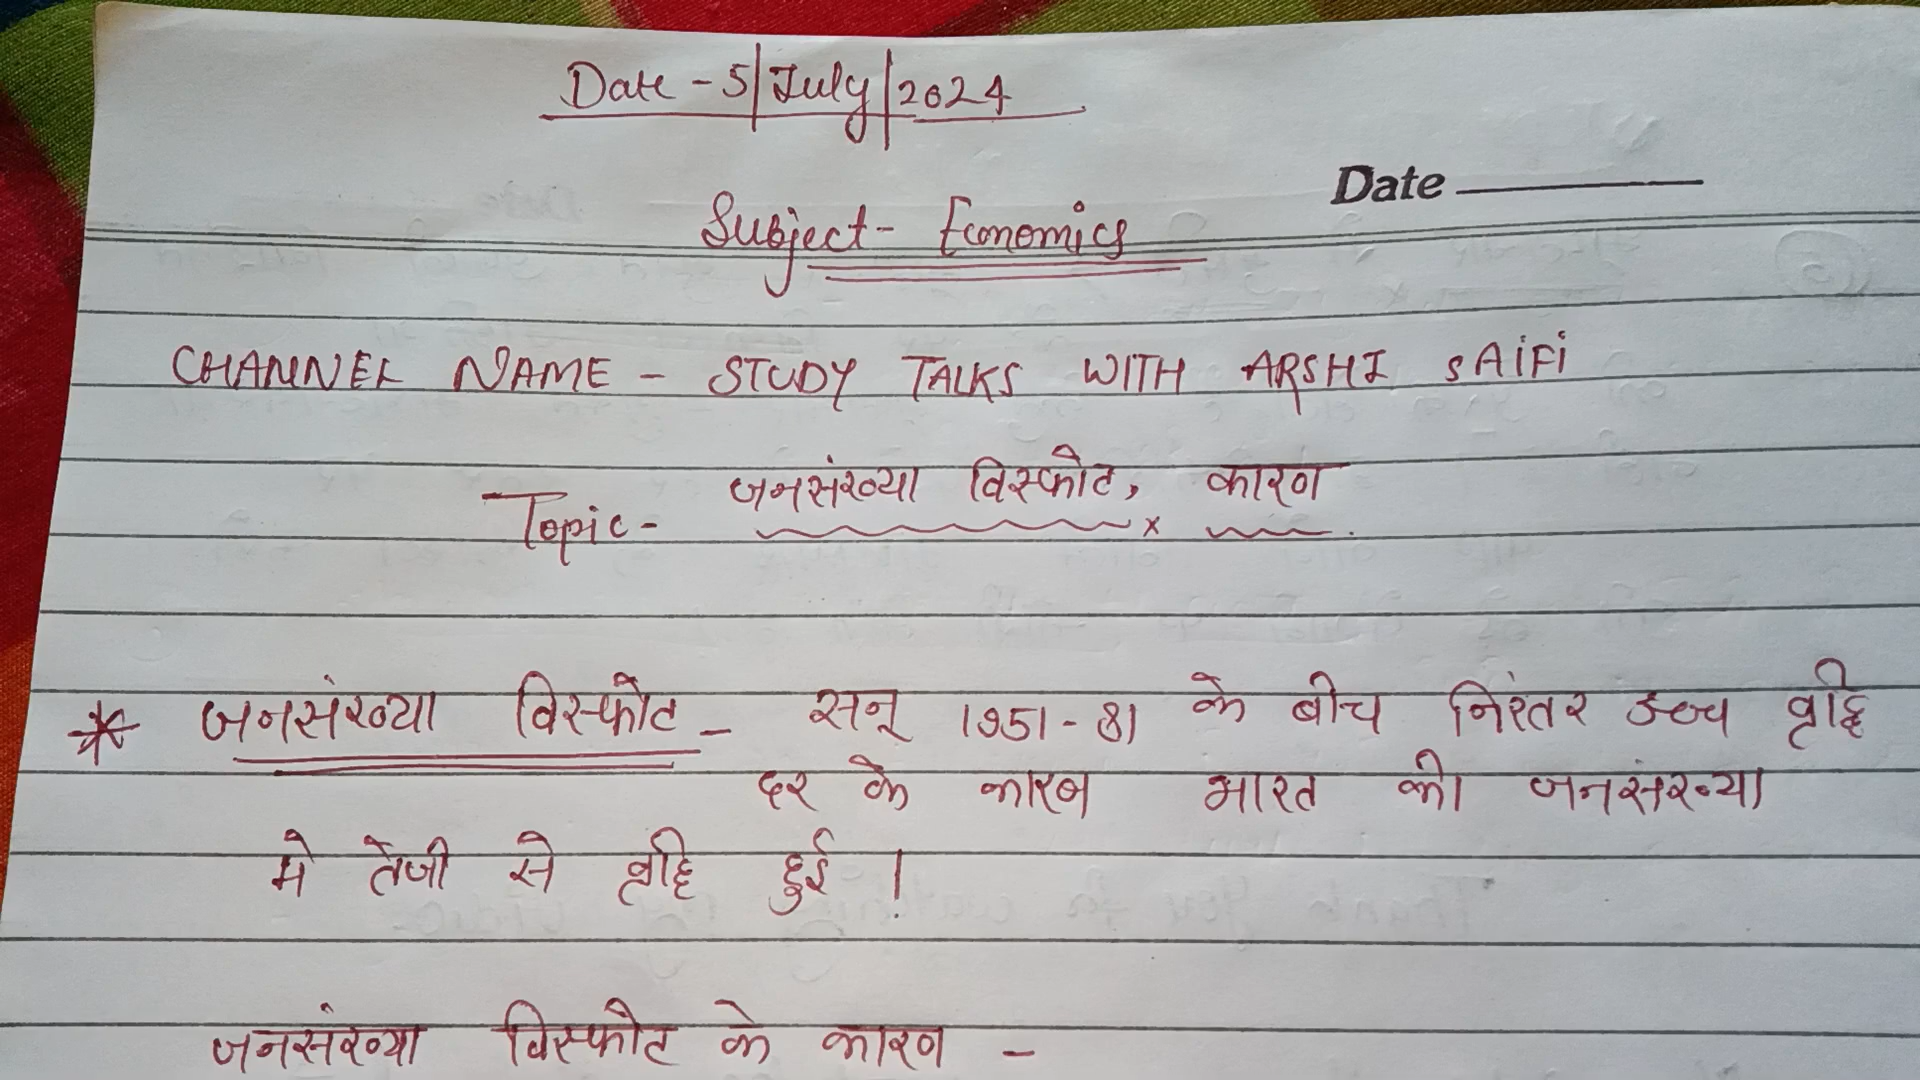 Date - 5/July/2024
Date
Subject - Economics
CHANNEL NAME - STUDY TALKS WITH ARSHI SAIFI
Topic - जनसंख्या विस्फोट, कारण
* जनसंख्या विस्फोट - सन् 1951-81 के बीच निरंतर उच्च वृद्धि
दर के कारण भारत की जनसंख्या
मे तेजी से वृद्धि हुई ।
जनसंख्या विस्फोट के कारण -